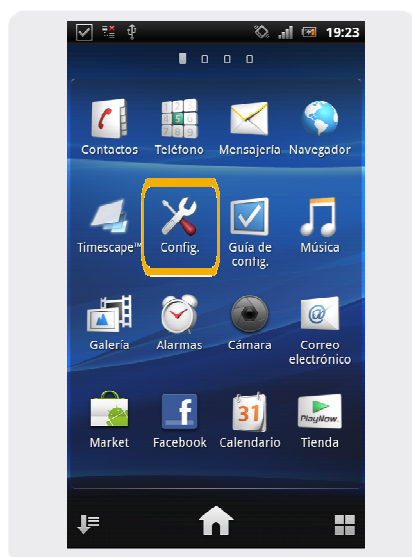 19:23
Contactos Teléfono Mensajería Navegador
Timescape™ Config. Guía de config. Música
Galería Alarmas Cámara Correo electrónico
31
PlayNow.
Market Facebook Calendario Tienda